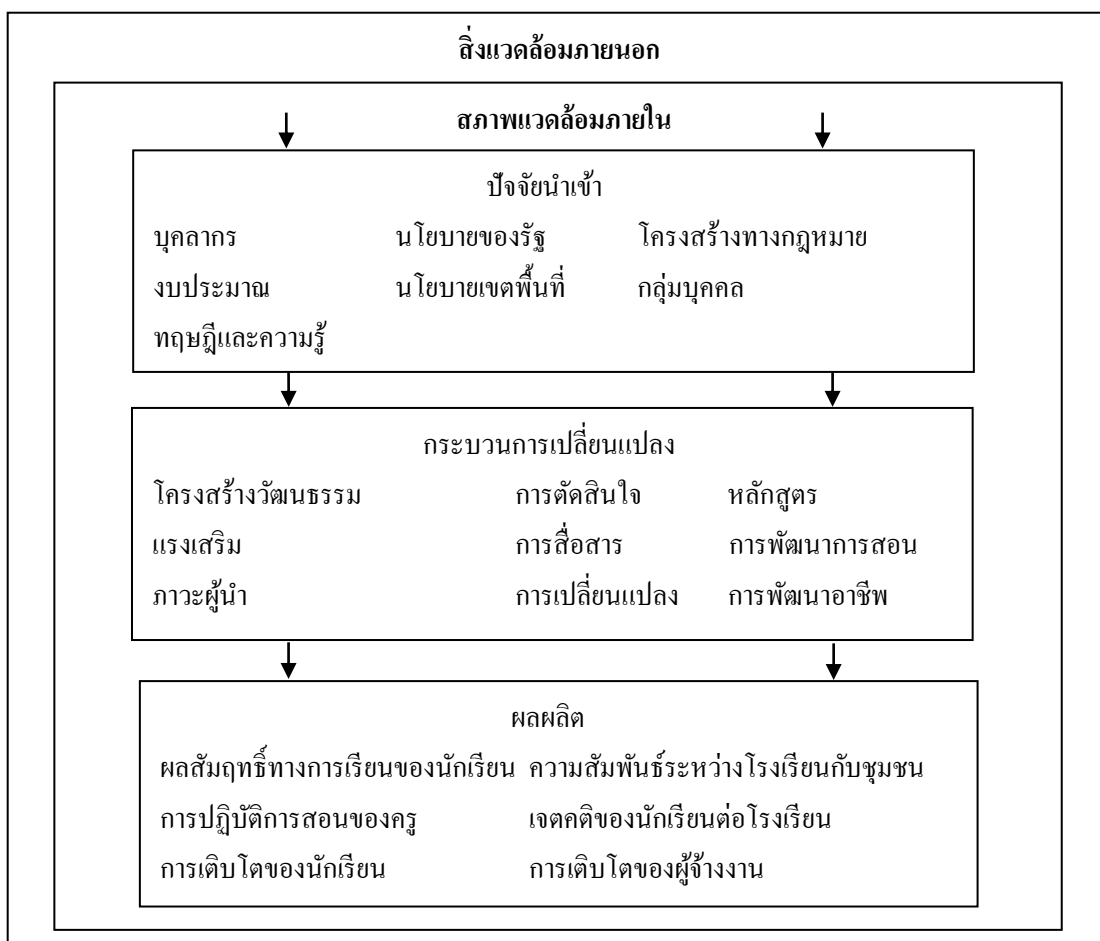 สิ่งแวดล้อมภายนอก
สภาพแวดล้อมภายใน
ปัจจัยนำเข้า
บุคลากร นโยบายของรัฐ โครงสร้างทางกฎหมาย
งบประมาณ นโยบายเขตพื้นที่ กลุ่มบุคคล
ทฤษฎีและความรู้
กระบวนการเปลี่ยนแปลง
โครงสร้างวัฒนธรรม การตัดสินใจ หลักสูตร
แรงเสริม การสื่อสาร การพัฒนาการสอน
ภาวะผู้นำ การเปลี่ยนแปลง การพัฒนาอาชีพ
ผลผลิต
ผลสัมฤทธิ์ทางการเรียนของนักเรียน ความสัมพันธ์ระหว่างโรงเรียนกับชุมชน
การปฏิบัติการสอนของครู เจตคติของนักเรียนต่อโรงเรียน
การเติบโตของนักเรียน การเติบโตของผู้จ้างงาน